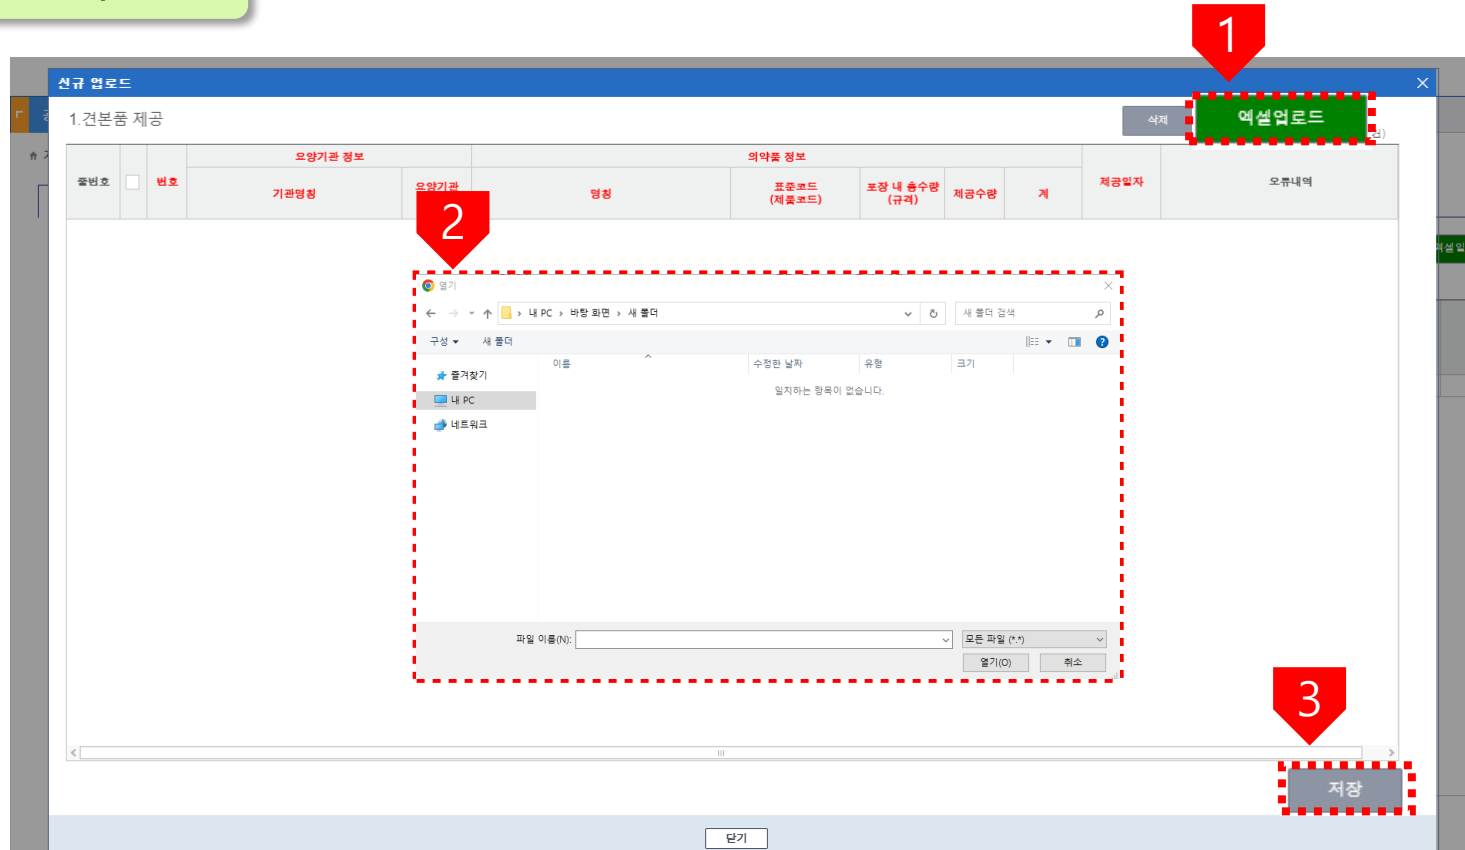 1
신규 업로드
1.견본품 제공
삭제
엑셀업로드
건)
줄번호
번호
요양기관 정보
의약품 정보
기관명칭
요양기관
명칭
표준코드
(제품코드)
포장 내 총수량
(규격)
제공수량
계
제공일자
오류내역
2
열기
내 PC › 바탕 화면 › 새 폴더
새 폴더 검색
구성
새 폴더
이름
수정한 날짜
유형
크기
즐겨찾기
내 PC
네트워크
일치하는 항목이 없습니다.
파일 이름(N):
모든 파일 (*.*)
열기(O)
취소
3
저장
닫기